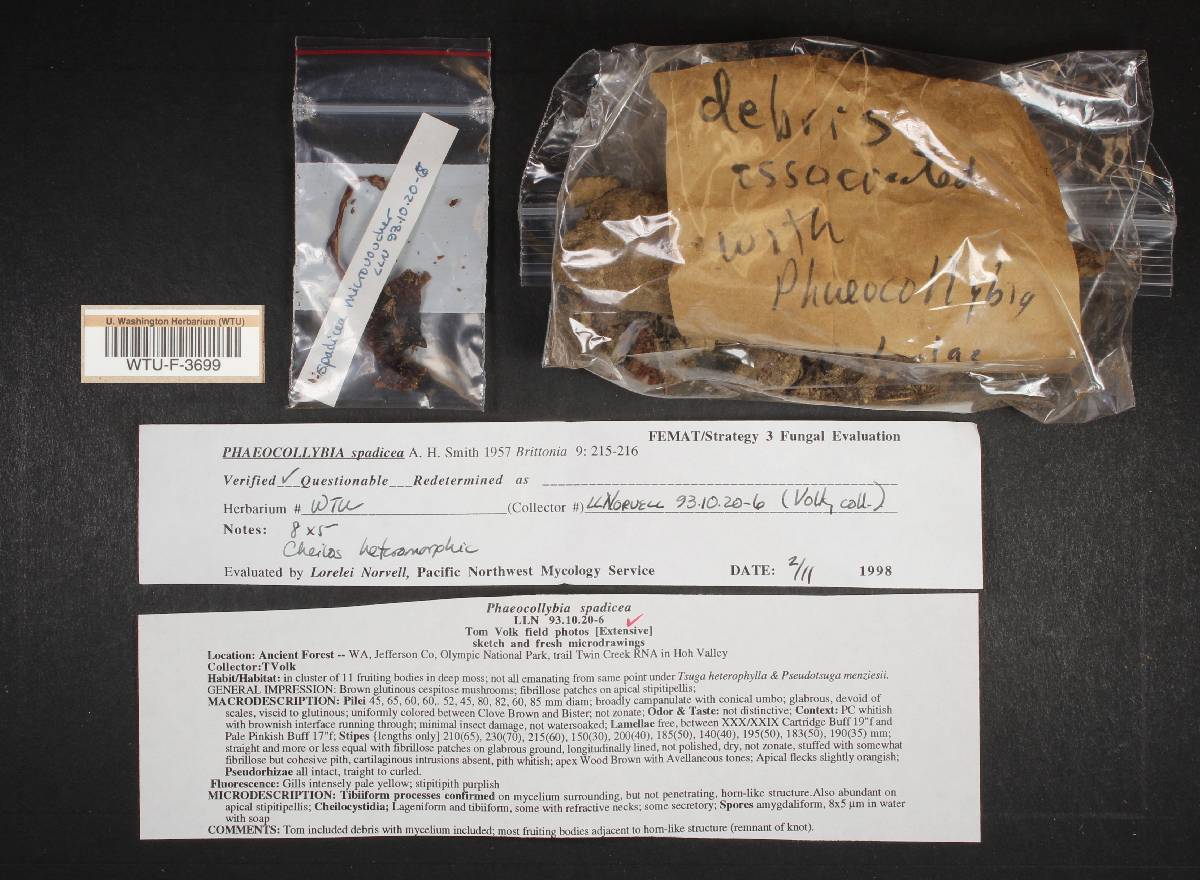 debris
associated
with
Phaeocollybia
spadicea microvoucher
LLN 93.10.20-6
U. Washington Herbarium (WTU)
WTU-F-3699
FEMAT/Strategy 3 Fungal Evaluation
PHAEOCOLLYBIA spadicea A. H. Smith 1957 Brittonia 9: 215-216
Verified ✓ Questionable___Redetermined as
Herbarium # WTU (Collector #) LLNorvell 93.10.20-6 (Volk, coll.)
Notes: 8 x 5
Cheilos heteromorphic
Evaluated by Lorelei Norvell, Pacific Northwest Mycology Service DATE: 2/11 1998
Phaeocollybia spadicea
LLN 93.10.20-6 ✓
Tom Volk field photos [Extensive]
sketch and fresh microdrawings
Location: Ancient Forest -- WA, Jefferson Co, Olympic National Park, trail Twin Creek RNA in Hoh Valley
Collector:TVolk
Habit/Habitat: in cluster of 11 fruiting bodies in deep moss; not all emanating from same point under Tsuga heterophylla & Pseudotsuga menziesii.
GENERAL IMPRESSION: Brown glutinous cespitose mushrooms; fibrillose patches on apical stipitipellis;
MACRODESCRIPTION: Pilei 45, 65, 60, 60,. 52, 45, 80, 82, 60, 85 mm diam; broadly campanulate with conical umbo; glabrous, devoid of
scales, viscid to glutinous; uniformly colored between Clove Brown and Bister; not zonate; Odor & Taste: not distinctive; Context: PC whitish
with brownish interface running through; minimal insect damage, not watersoaked; Lamellae free, between XXX/XXIX Cartridge Buff 19"f and
Pale Pinkish Buff 17"f; Stipes {lengths only] 210(65), 230(70), 215(60), 150(30), 200(40), 185(50), 140(40), 195(50), 183(50), 190(35) mm;
straight and more or less equal with fibrillose patches on glabrous ground, longitudinally lined, not polished, dry, not zonate, stuffed with somewhat
fibrillose but cohesive pith, cartilaginous intrusions absent, pith whitish; apex Wood Brown with Avellaneous tones; Apical flecks slightly orangish;
Pseudorhizae all intact, traight to curled.
Fluorescence: Gills intensely pale yellow; stipitipith purplish
MICRODESCRIPTION: Tibiiform processes confirmed on mycelium surrounding, but not penetrating, horn-like structure.Also abundant on
apical stipitipellis; Cheilocystidia; Lageniform and tibiiform, some with refractive necks; some secretory; Spores amygdaliform, 8x5 µm in water
with soap
COMMENTS: Tom included debris with mycelium included; most fruiting bodies adjacent to horn-like structure (remnant of knot).